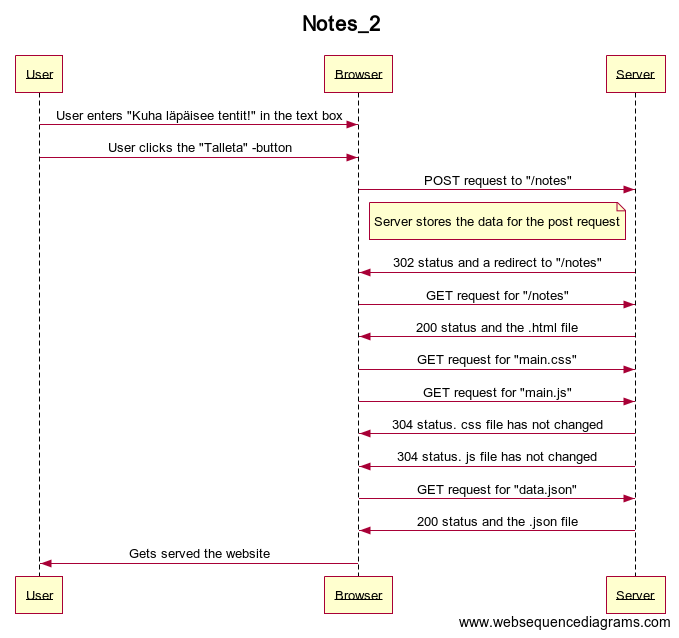 Notes_2
User
Browser
Server
User enters "Kuha läpäisee tentit!" in the text box
User clicks the "Talleta" -button
POST request to "/notes"
Server stores the data for the post request
302 status and a redirect to "/notes"
GET request for "/notes"
200 status and the .html file
GET request for "main.css"
GET request for "main.js"
304 status. css file has not changed
304 status. js file has not changed
GET request for "data.json"
200 status and the .json file
Gets served the website
User
Browser
Server
www.websequencediagrams.com